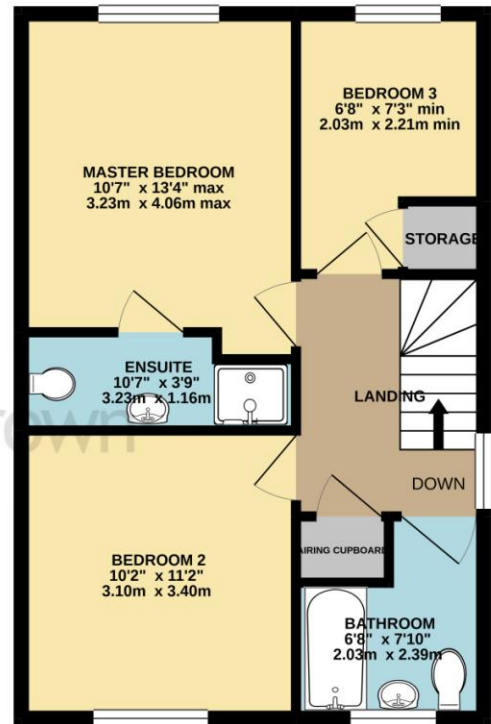 BEDROOM 3
6'8" x 7'3" min
2.03m x 2.21m min
MASTER BEDROOM
10'7" x 13'4" max
3.23m x 4.06m max
STORAGE
ENSUITE
10'7" x 3'9"
3.23m x 1.16m
LANDING
DOWN
BEDROOM 2
10'2" x 11'2"
3.10m x 3.40m
AIRING CUPBOARD
BATHROOM
6'8" x 7'10"
2.03m x 2.39m